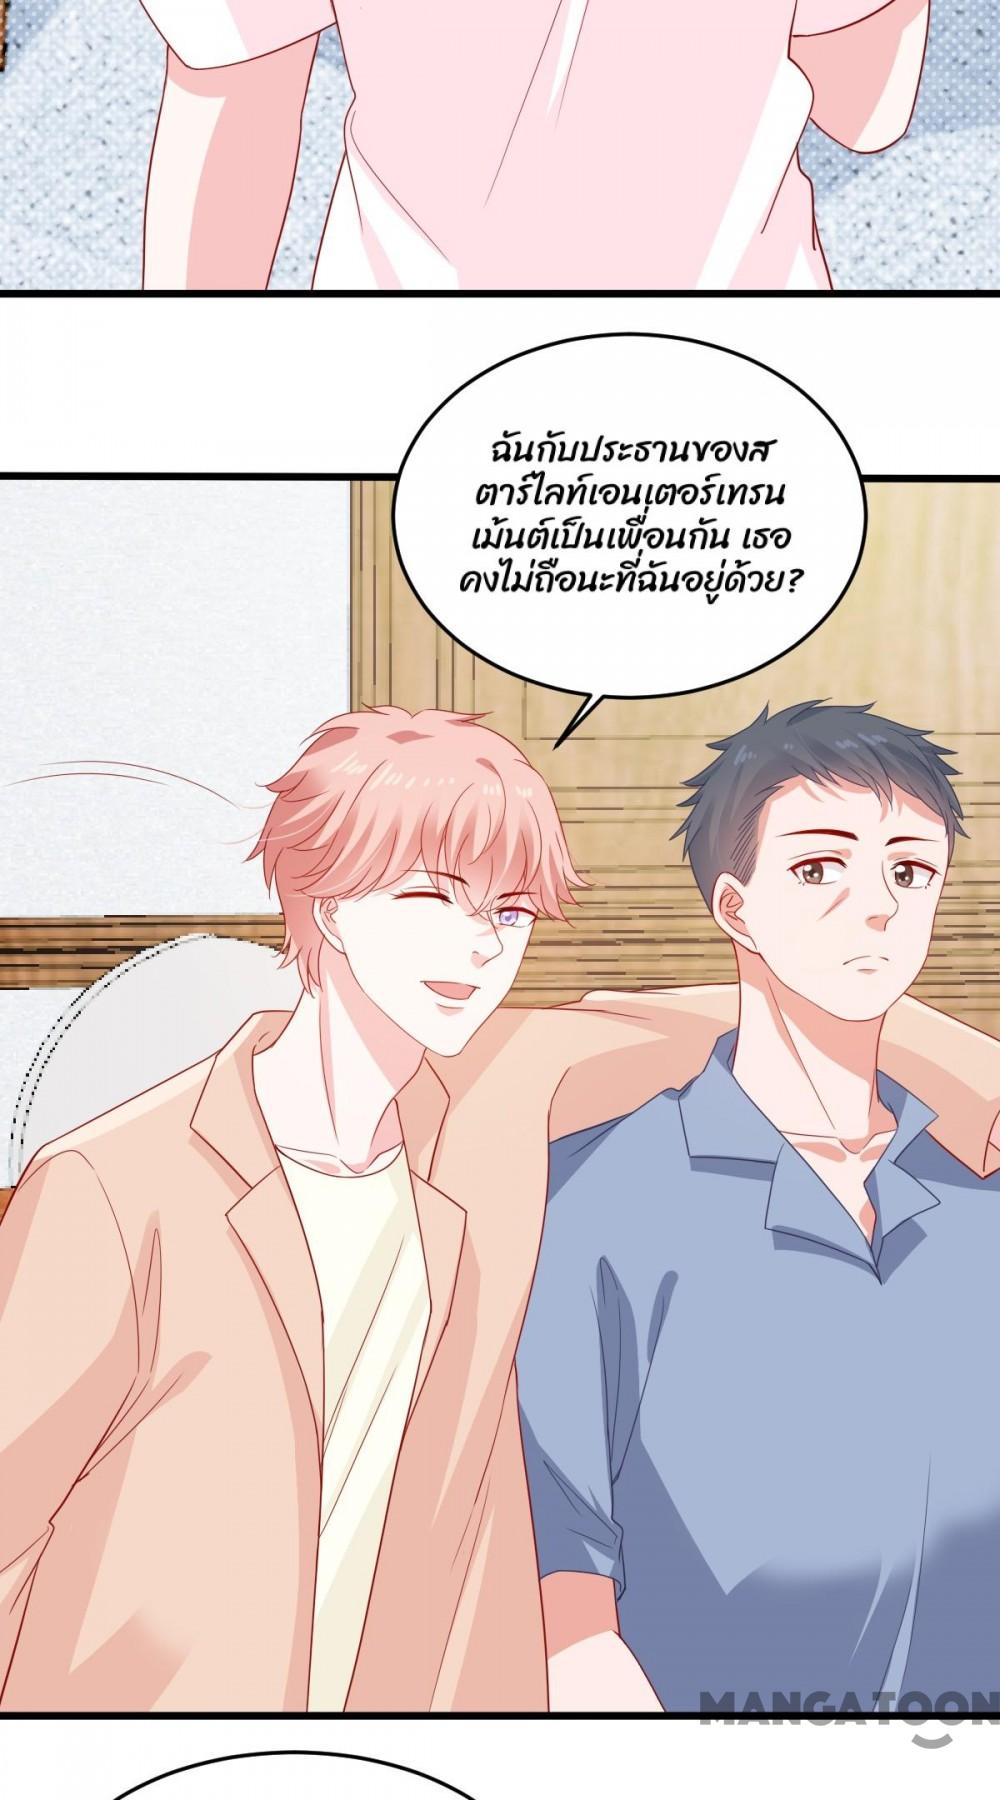 ฉันกับประธานของส
ตาร์ไลท์เอนเตอร์เทรน
เม้นต์เป็นเพื่อนกัน เธอ
คงไม่ถือนะที่ฉันอยู่ด้วย?
MANGATOON